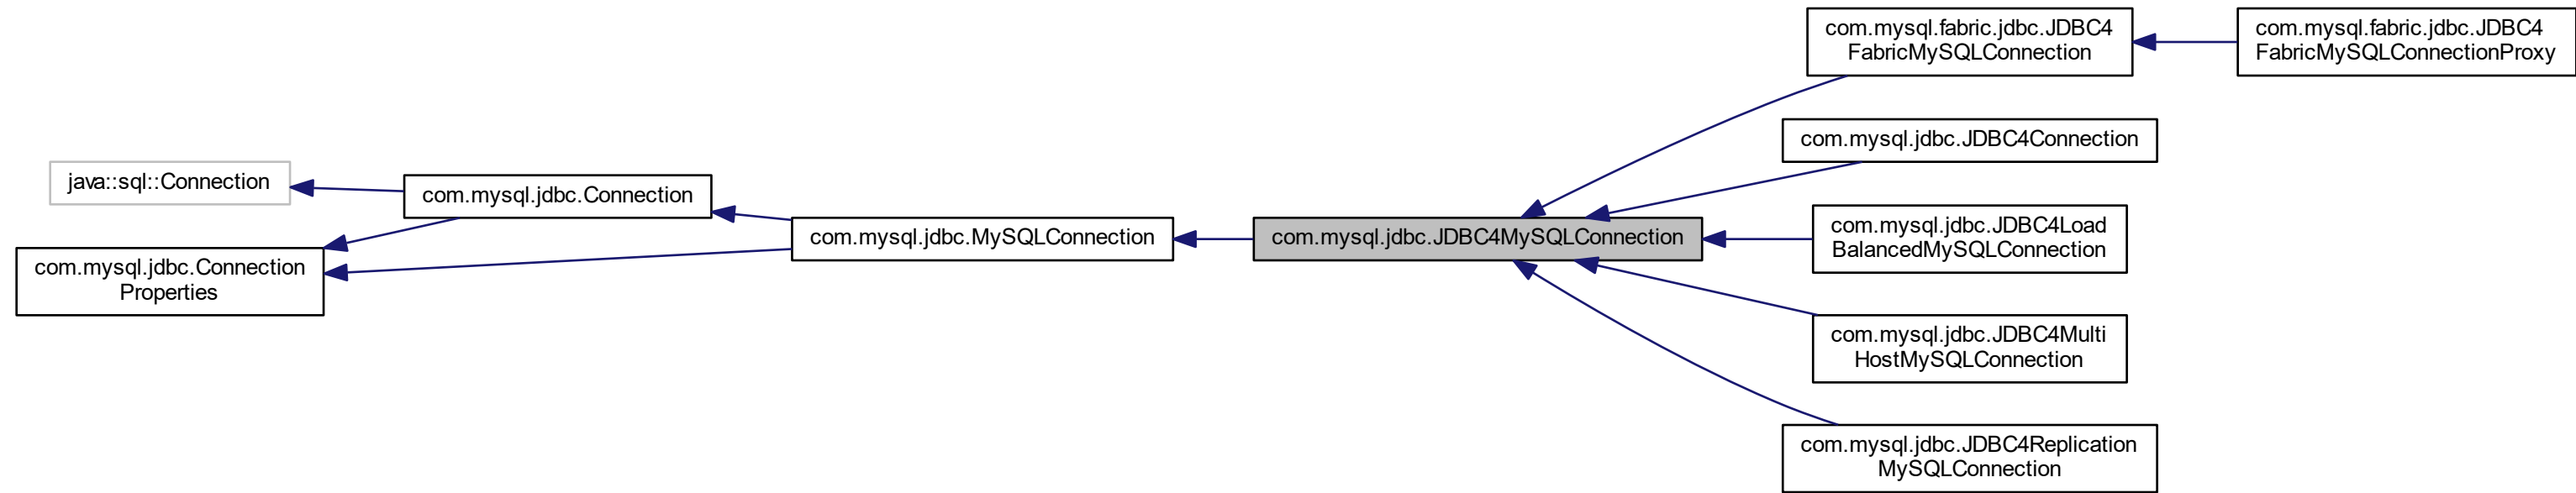 java::sql::Connection
com.mysql.jdbc.Connection
Properties
com.mysql.jdbc.Connection
com.mysql.jdbc.MySQLConnection
com.mysql.jdbc.JDBC4MySQLConnection
com.mysql.fabric.jdbc.JDBC4
FabricMySQLConnection
com.mysql.fabric.jdbc.JDBC4
FabricMySQLConnectionProxy
com.mysql.jdbc.JDBC4Connection
com.mysql.jdbc.JDBC4Load
BalancedMySQLConnection
com.mysql.jdbc.JDBC4Multi
HostMySQLConnection
com.mysql.jdbc.JDBC4Replication
MySQLConnection